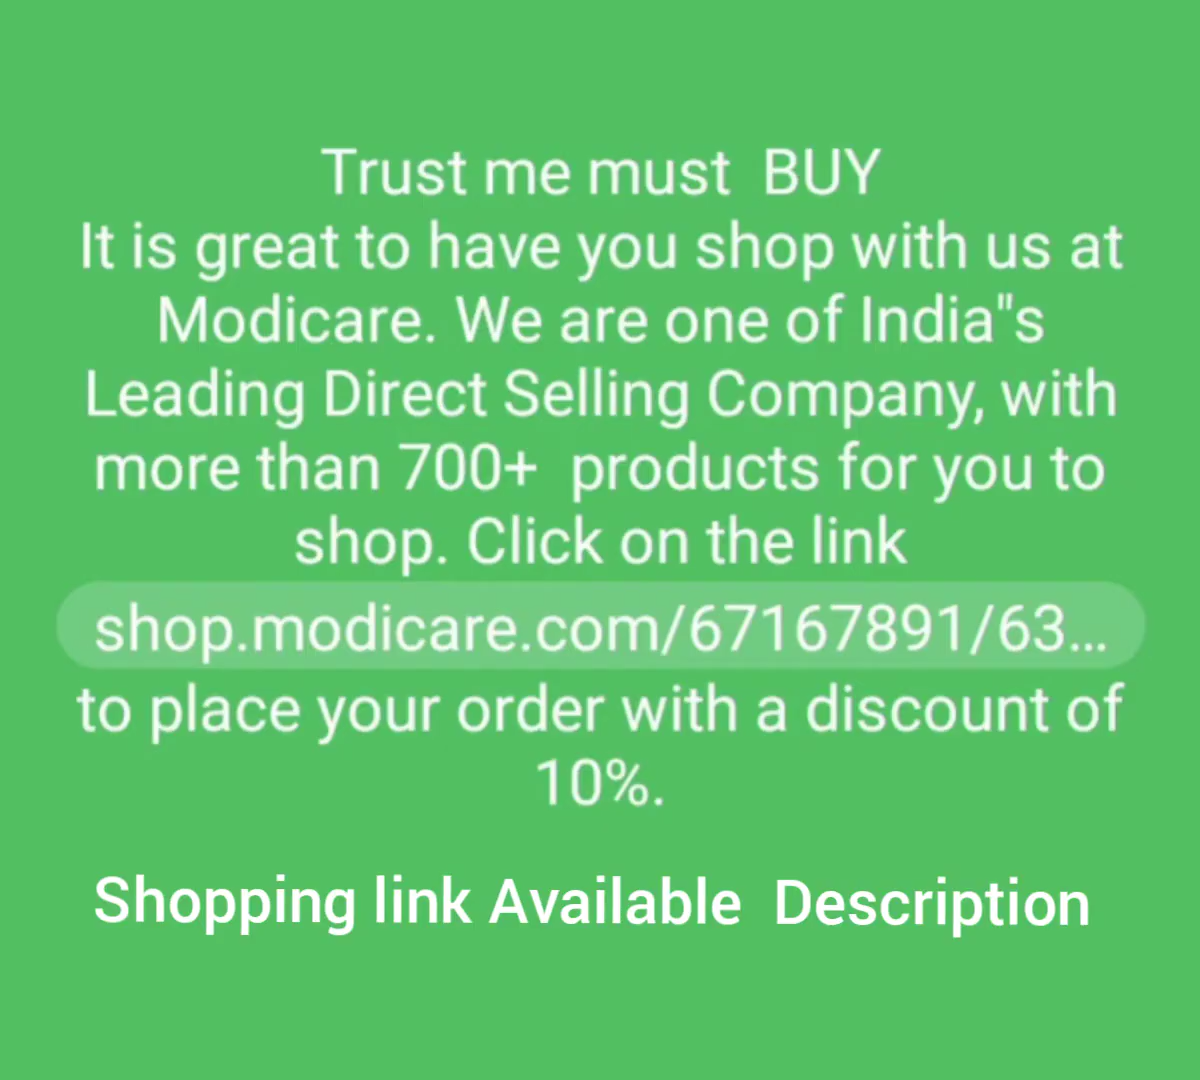 Trust me must  BUY
It is great to have you shop with us at
Modicare. We are one of India"s
Leading Direct Selling Company, with
more than 700+  products for you to
shop. Click on the link
shop.modicare.com/67167891/63...
to place your order with a discount of
10%.
Shopping link Available  Description